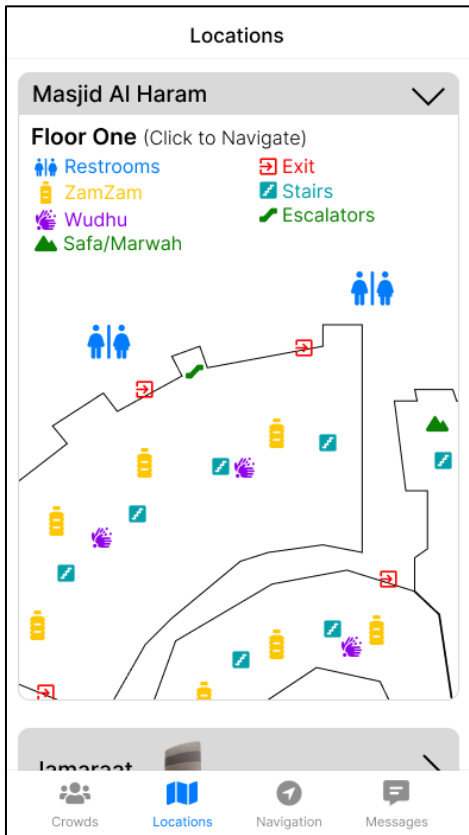 Locations
Masjid Al Haram
Floor One (Click to Navigate)
Restrooms
Exit
ZamZam
Stairs
Wudhu
Escalators
Safa/Marwah
Jamaraat
Crowds
Locations
Navigation
Messages